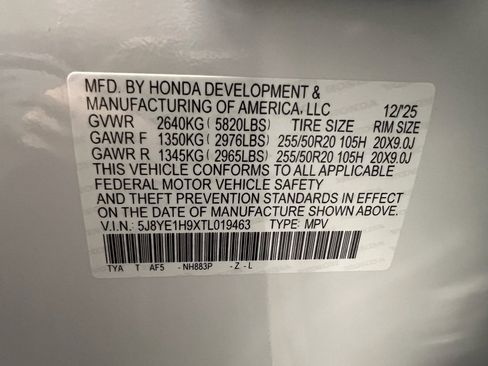 MFD. BY HONDA DEVELOPMENT &
MANUFACTURING OF AMERICA, LLC 12/'25
GVWR 2640KG( 5820LBS) TIRE SIZE RIM SIZE
GAWR F 1350KG( 2976LBS) 255/50R20 105H 20X9.0J
GAWR R 1345KG( 2965LBS) 255/50R20 105H 20X9.0J
THIS VEHICLE CONFORMS TO ALL APPLICABLE
FEDERAL MOTOR VEHICLE SAFETY
AND THEFT PREVENTION STANDARDS IN EFFECT
ON THE DATE OF MANUFACTURE SHOWN ABOVE.
V.I.N.: 5J8YE1H9XTL019463 TYPE: MPV
TYA T AF5 -NH883P -Z-L